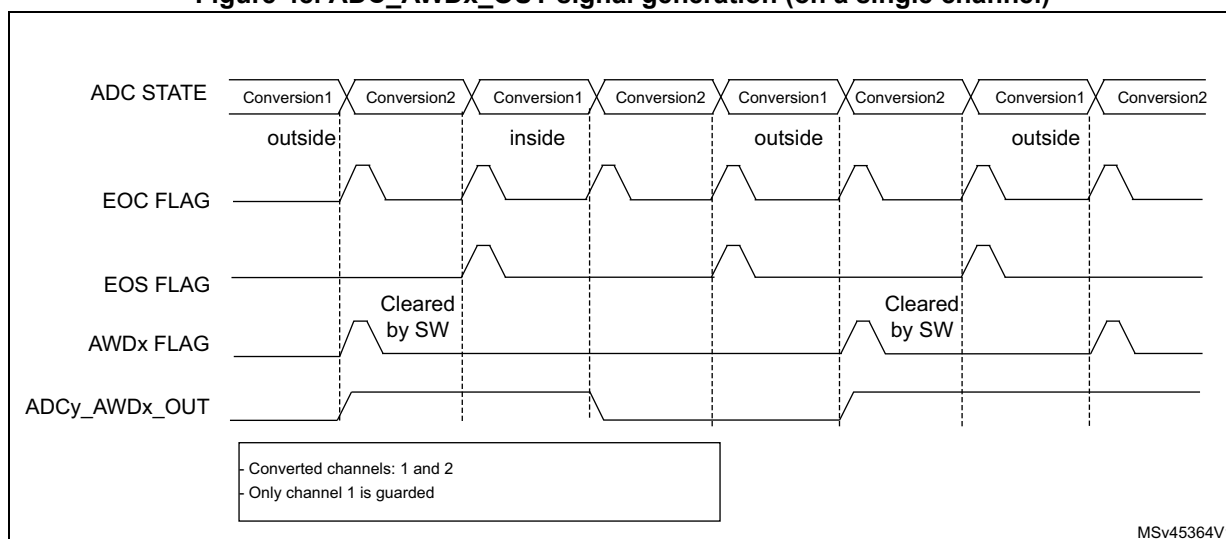 ADC STATE
Conversion1 Conversion2 Conversion1 Conversion2 Conversion1 Conversion2 Conversion1 Conversion2
outside inside outside outside
EOC FLAG
EOS FLAG
Cleared by SW
Cleared by SW
AWDx FLAG
ADCy_AWDx_OUT
- Converted channels: 1 and 2
- Only channel 1 is guarded